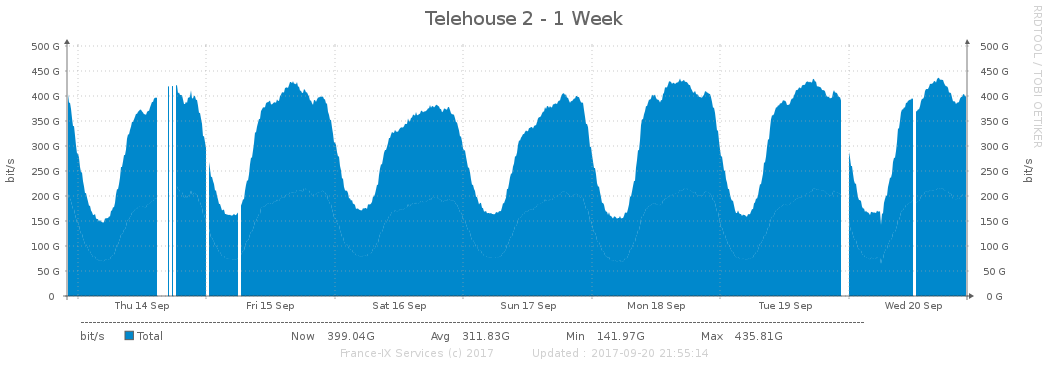 Telehouse 2 - 1 Week
RRDTOOL / TOBI OETIKER
500 G 500 G
450 G 450 G
400 G 400 G
350 G 350 G
300 G 300 G
250 G 250 G
200 G 200 G
150 G 150 G
100 G 100 G
50 G 50 G
0 0 G
bit/s
bit/s
Thu 14 Sep Fri 15 Sep Sat 16 Sep Sun 17 Sep Mon 18 Sep Tue 19 Sep Wed 20 Sep
bit/s Total Now 399.04G Avg 311.83G Min 141.97G Max 435.81G
France-IX Services (c) 2017 Updated : 2017-09-20 21:55:14